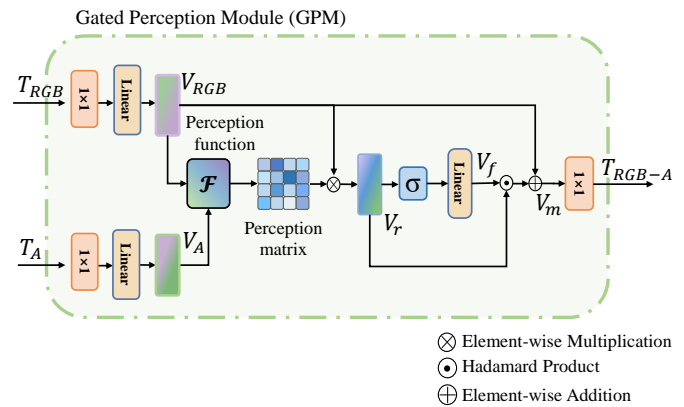 Gated Perception Module (GPM)
T_RGB
1×1
Linear
V_RGB
Perception
function
ℱ
Perception
matrix
T_A
1×1
Linear
V_A
V_r
σ
Linear
V_f
V_m
1×1
T_RGB−A
Element-wise Multiplication
Hadamard Product
Element-wise Addition